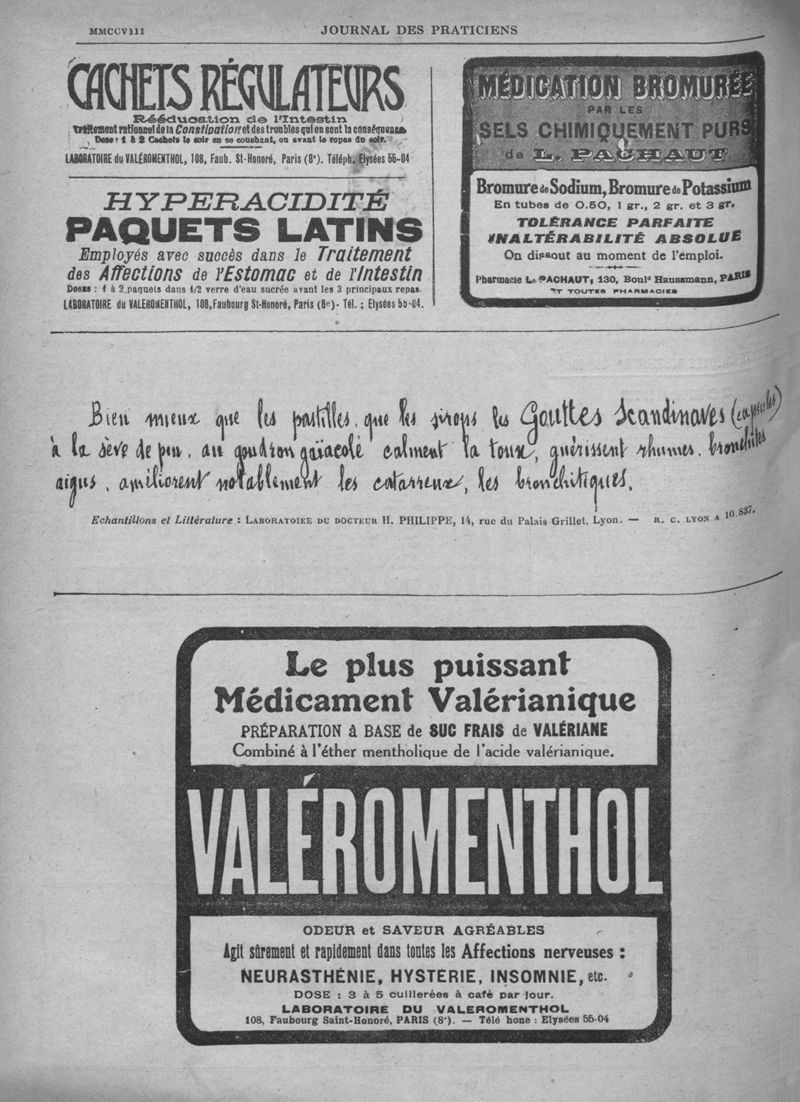 MMCCVIII
JOURNAL DES PRATICIENS
CACHETS RÉGULATEURS
Rééducation de l'Intestin
Traitement rationnel de la Constipation et des troubles qui en sont la conséquence
Dose : 1 à 2 Cachets le soir en se couchant, ou avant le repas du soir.
LABORATOIRE du VALÉROMENTHOL, 108, Faub. St-Honoré, Paris (8e). Téléph. Elysées 55-04
HYPERACIDITÉ
PAQUETS LATINS
Employés avec succès dans le Traitement
des Affections de l'Estomac et de l'Intestin
Doses : 1 à 2 paquets dans 1/2 verre d'eau sucrée avant les 3 principaux repas
LABORATOIRE du VALEROMENTHOL, 108, Faubourg St-Honoré, Paris (8e)- Tél. ; Elysées 55-04.
MÉDICATION BROMURÉE
PAR LES
SELS CHIMIQUEMENT PURS
de L. PACHAUT
Bromure de Sodium, Bromure de Potassium
En tubes de 0.50, 1 gr., 2 gr. et 3 gr.
TOLÉRANCE PARFAITE
INALTÉRABILITÉ ABSOLUE
On dissout au moment de l'emploi.
Pharmacie L. PACHAUT, 130, Bould Haussmann, PARIS
ET TOUTES PHARMACIES
Bien mieux que les pastilles, que les sirops les Gouttes Scandinaves (capsules)
à la sève de pin, au goudron gaïacolé calment la toux, guérissent rhumes, bronchites
aigus, améliorent notablement les catarreux, les bronchitiques.
Echantillons et Littérature : LABORATOIRE DU DOCTEUR H. PHILIPPE, 14, rue du Palais-Grillet, Lyon. — R. C. LYON A 10.837.
Le plus puissant
Médicament Valérianique
PRÉPARATION à BASE de SUC FRAIS de VALÉRIANE
Combiné à l'éther mentholique de l'acide valérianique.
VALÉROMENTHOL
ODEUR et SAVEUR AGRÉABLES
Agit sûrement et rapidement dans toutes les Affections nerveuses :
NEURASTHÉNIE, HYSTERIE, INSOMNIE, etc.
DOSE : 3 à 5 cuillerées à café par jour.
LABORATOIRE DU VALEROMENTHOL
108, Faubourg Saint-Honoré, PARIS (8e). — Télé hone : Elysées 55-04